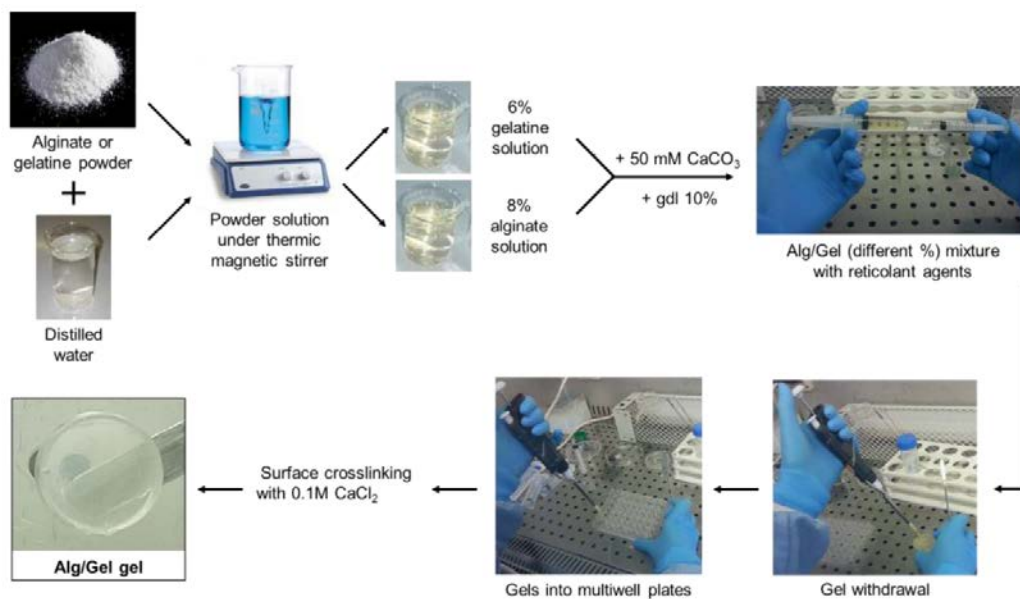 Alginate or
gelatine powder
+
Distilled
water
Powder solution
under thermic
magnetic stirrer
6%
gelatine
solution
8%
alginate
solution
+ 50 mM CaCO₃
+ gdl 10%
Alg/Gel (different %) mixture
with reticolant agents
Gel withdrawal
Gels into multiwell plates
Surface crosslinking
with 0.1M CaCl₂
Alg/Gel gel